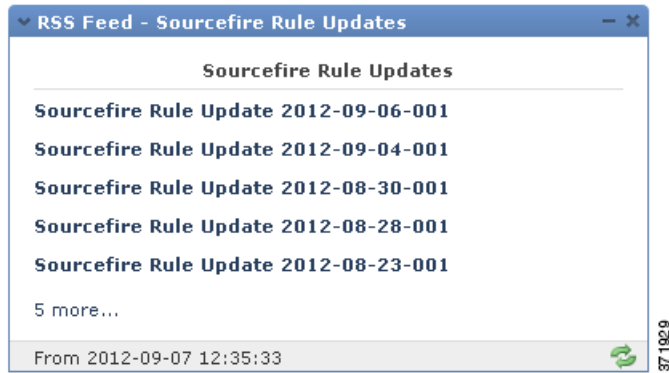 RSS Feed - Sourcefire Rule Updates
Sourcefire Rule Updates
Sourcefire Rule Update 2012-09-06-001
Sourcefire Rule Update 2012-09-04-001
Sourcefire Rule Update 2012-08-30-001
Sourcefire Rule Update 2012-08-28-001
Sourcefire Rule Update 2012-08-23-001
5 more...
From 2012-09-07 12:35:33
371929